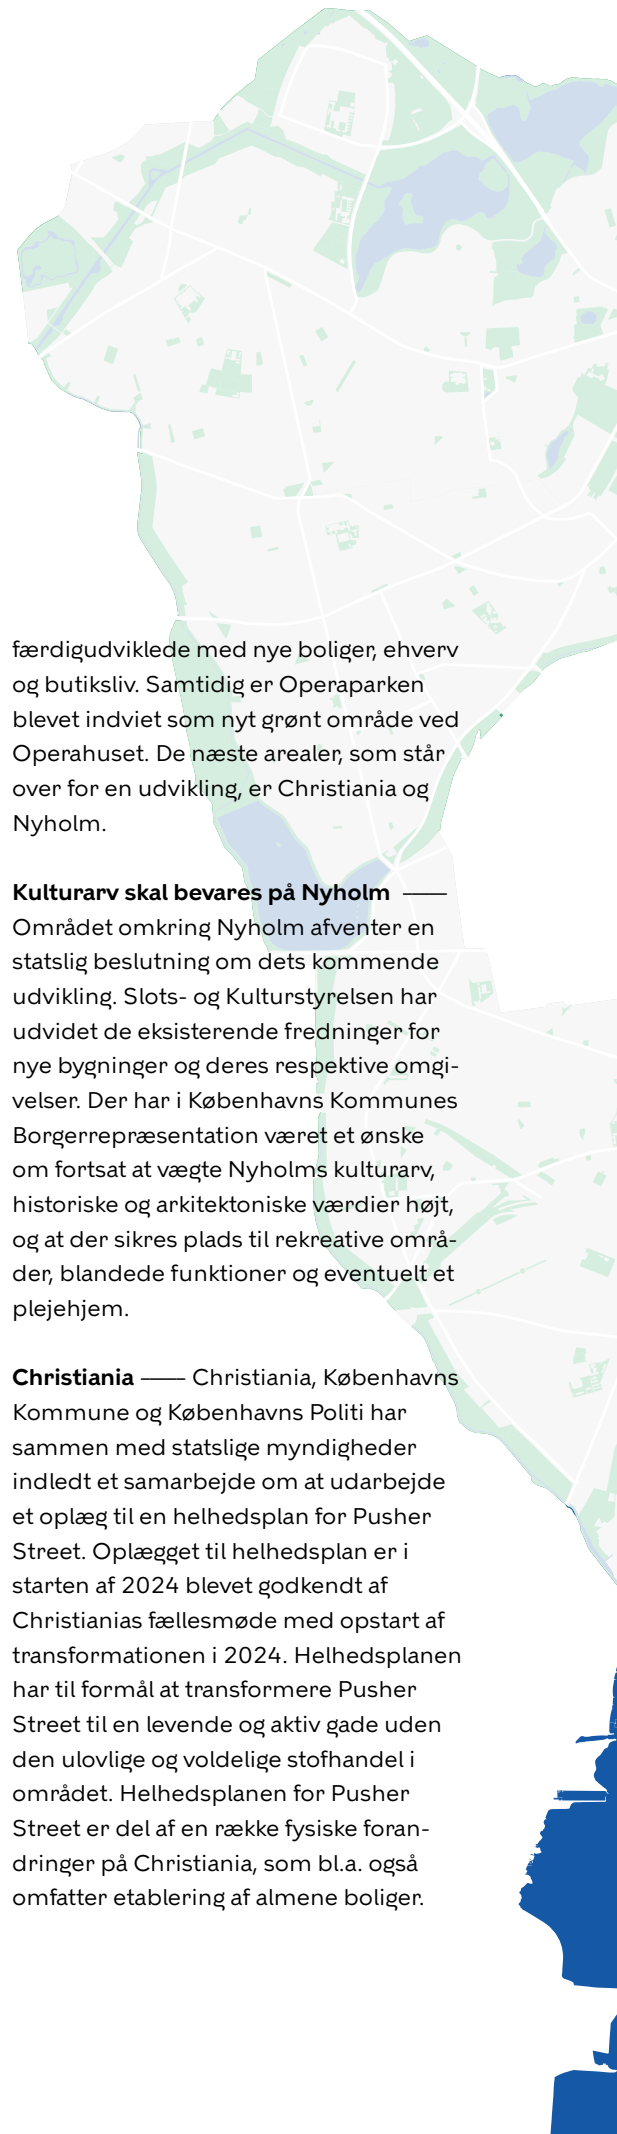 færdigudviklede med nye boliger, ehverv
og butiksliv. Samtidig er Operaparken
blevet indviet som nyt grønt område ved
Operahuset. De næste arealer, som står
over for en udvikling, er Christiania og
Nyholm.
Kulturarv skal bevares på Nyholm ——
Området omkring Nyholm afventer en
statslig beslutning om dets kommende
udvikling. Slots- og Kulturstyrelsen har
udvidet de eksisterende fredninger for
nye bygninger og deres respektive omgi-
velser. Der har i Københavns Kommunes
Borgerrepræsentation været et ønske
om fortsat at vægte Nyholms kulturarv,
historiske og arkitektoniske værdier højt,
og at der sikres plads til rekreative områ-
der, blandede funktioner og eventuelt et
plejehjem.
Christiania —— Christiania, Københavns
Kommune og Københavns Politi har
sammen med statslige myndigheder
indledt et samarbejde om at udarbejde
et oplæg til en helhedsplan for Pusher
Street. Oplægget til helhedsplan er i
starten af 2024 blevet godkendt af
Christianias fællesmøde med opstart af
transformationen i 2024. Helhedsplanen
har til formål at transformere Pusher
Street til en levende og aktiv gade uden
den ulovlige og voldelige stofhandel i
området. Helhedsplanen for Pusher
Street er del af en række fysiske foran-
dringer på Christiania, som bl.a. også
omfatter etablering af almene boliger.